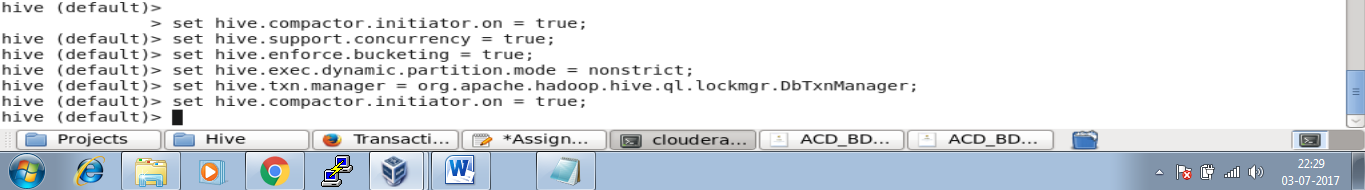 hive (default)>
> set hive.compactor.initiator.on = true;
hive (default)> set hive.support.concurrency = true;
hive (default)> set hive.enforce.bucketing = true;
hive (default)> set hive.exec.dynamic.partition.mode = nonstrict;
hive (default)> set hive.txn.manager = org.apache.hadoop.hive.ql.lockmgr.DbTxnManager;
hive (default)> set hive.compactor.initiator.on = true;
hive (default)>
Projects Hive Transacti... *Assign... cloudera... ACD_BD... ACD_BD...
W
22:29
03-07-2017